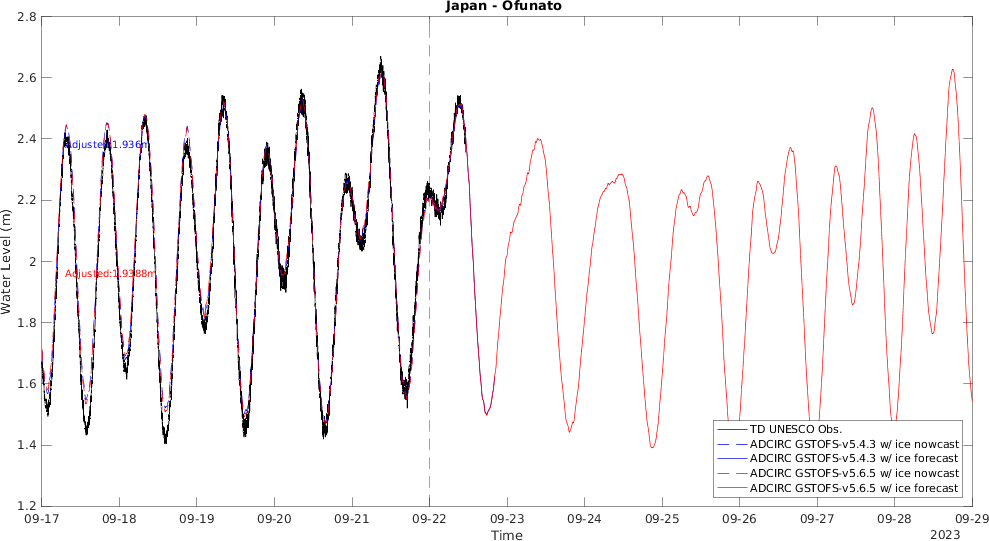 Japan - Ofunato
2.8
2.6
2.4
2.2
2
1.8
1.6
1.4
1.2
Water Level (m)
Adjusted:1.936m
Adjusted:1.9388m
TD UNESCO Obs.
ADCIRC GSTOFS-v5.4.3 w/ ice nowcast
ADCIRC GSTOFS-v5.4.3 w/ ice forecast
ADCIRC GSTOFS-v5.6.5 w/ ice nowcast
ADCIRC GSTOFS-v5.6.5 w/ ice forecast
09-17 09-18 09-19 09-20 09-21 09-22 09-23 09-24 09-25 09-26 09-27 09-28 09-29
Time
2023